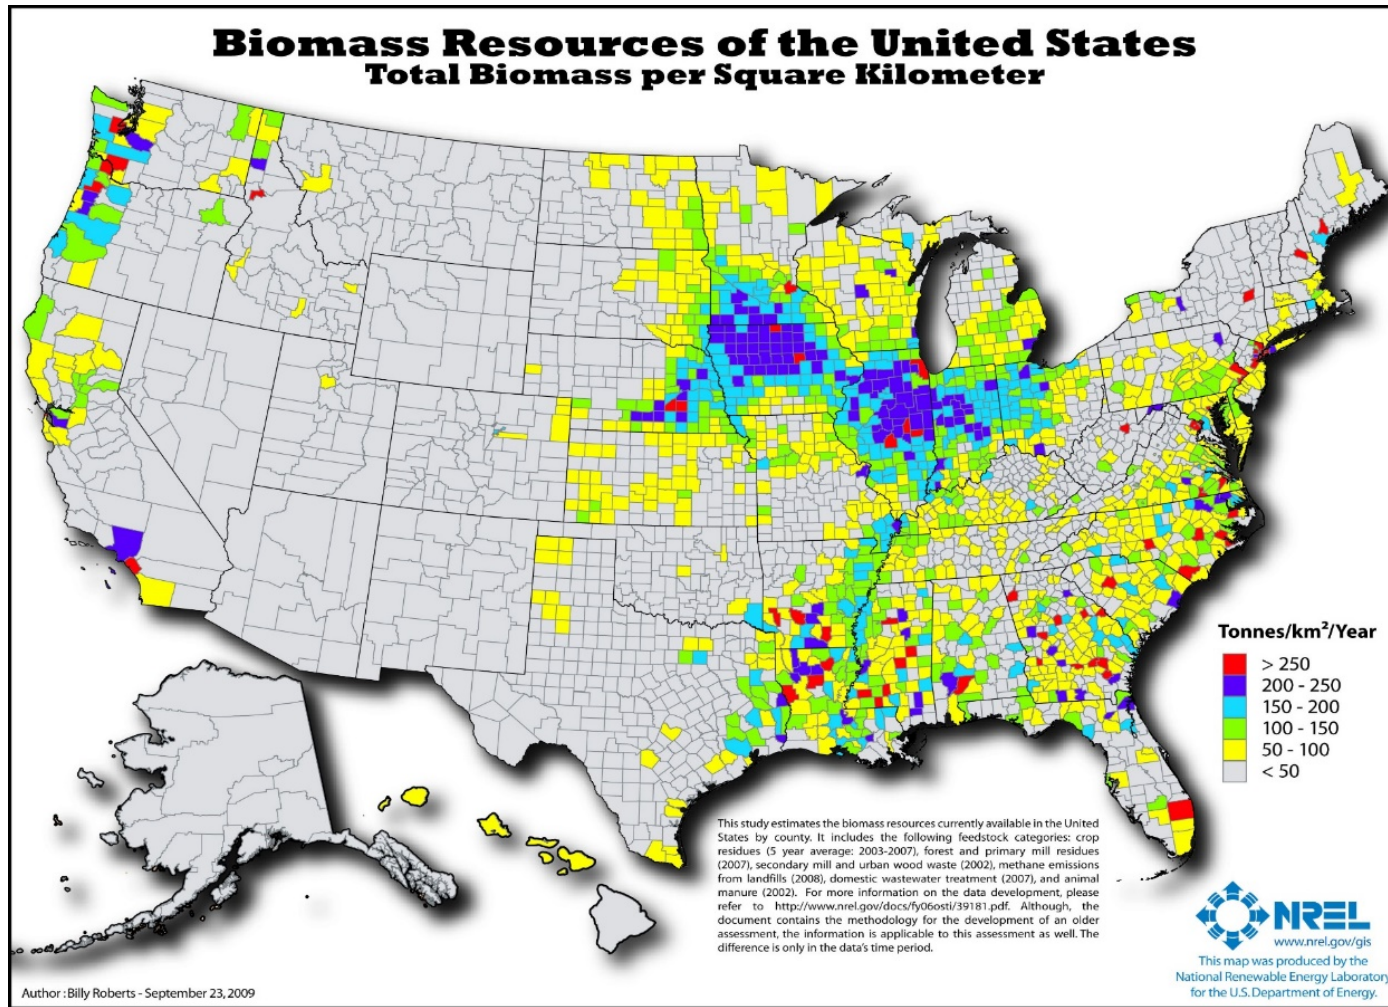 Biomass Resources of the United States
Total Biomass per Square Kilometer
Tonnes/km²/Year
> 250
200 - 250
150 - 200
100 - 150
50 - 100
< 50
This study estimates the biomass resources currently available in the United
States by county. It includes the following feedstock categories: crop
residues (5 year average: 2003-2007), forest and primary mill residues
(2007), secondary mill and urban wood waste (2002), methane emissions
from landfills (2008), domestic wastewater treatment (2007), and animal
manure (2002). For more information on the data development, please
refer to http://www.nrel.gov/docs/fy06osti/39181.pdf. Although, the
document contains the methodology for the development of an older
assessment, the information is applicable to this assessment as well. The
difference is only in the data's time period.
NREL
www.nrel.gov/gis
This map was produced by the
National Renewable Energy Laboratory
for the U.S. Department of Energy.
Author : Billy Roberts - September 23, 2009